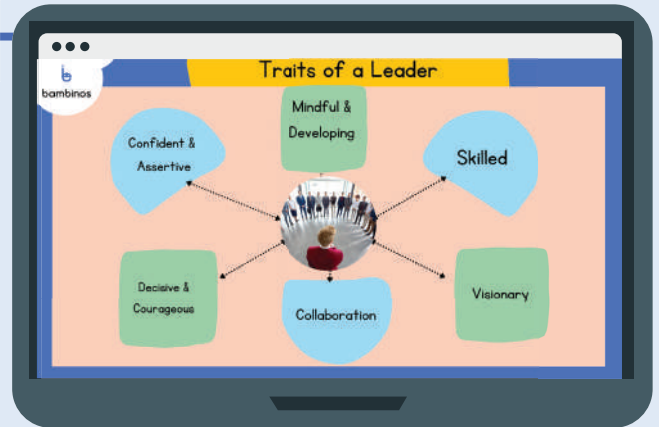 bambinos
Traits of a Leader
Mindful &
Developing
Confident &
Assertive
Skilled
Decisive &
Courageous
Collaboration
Visionary